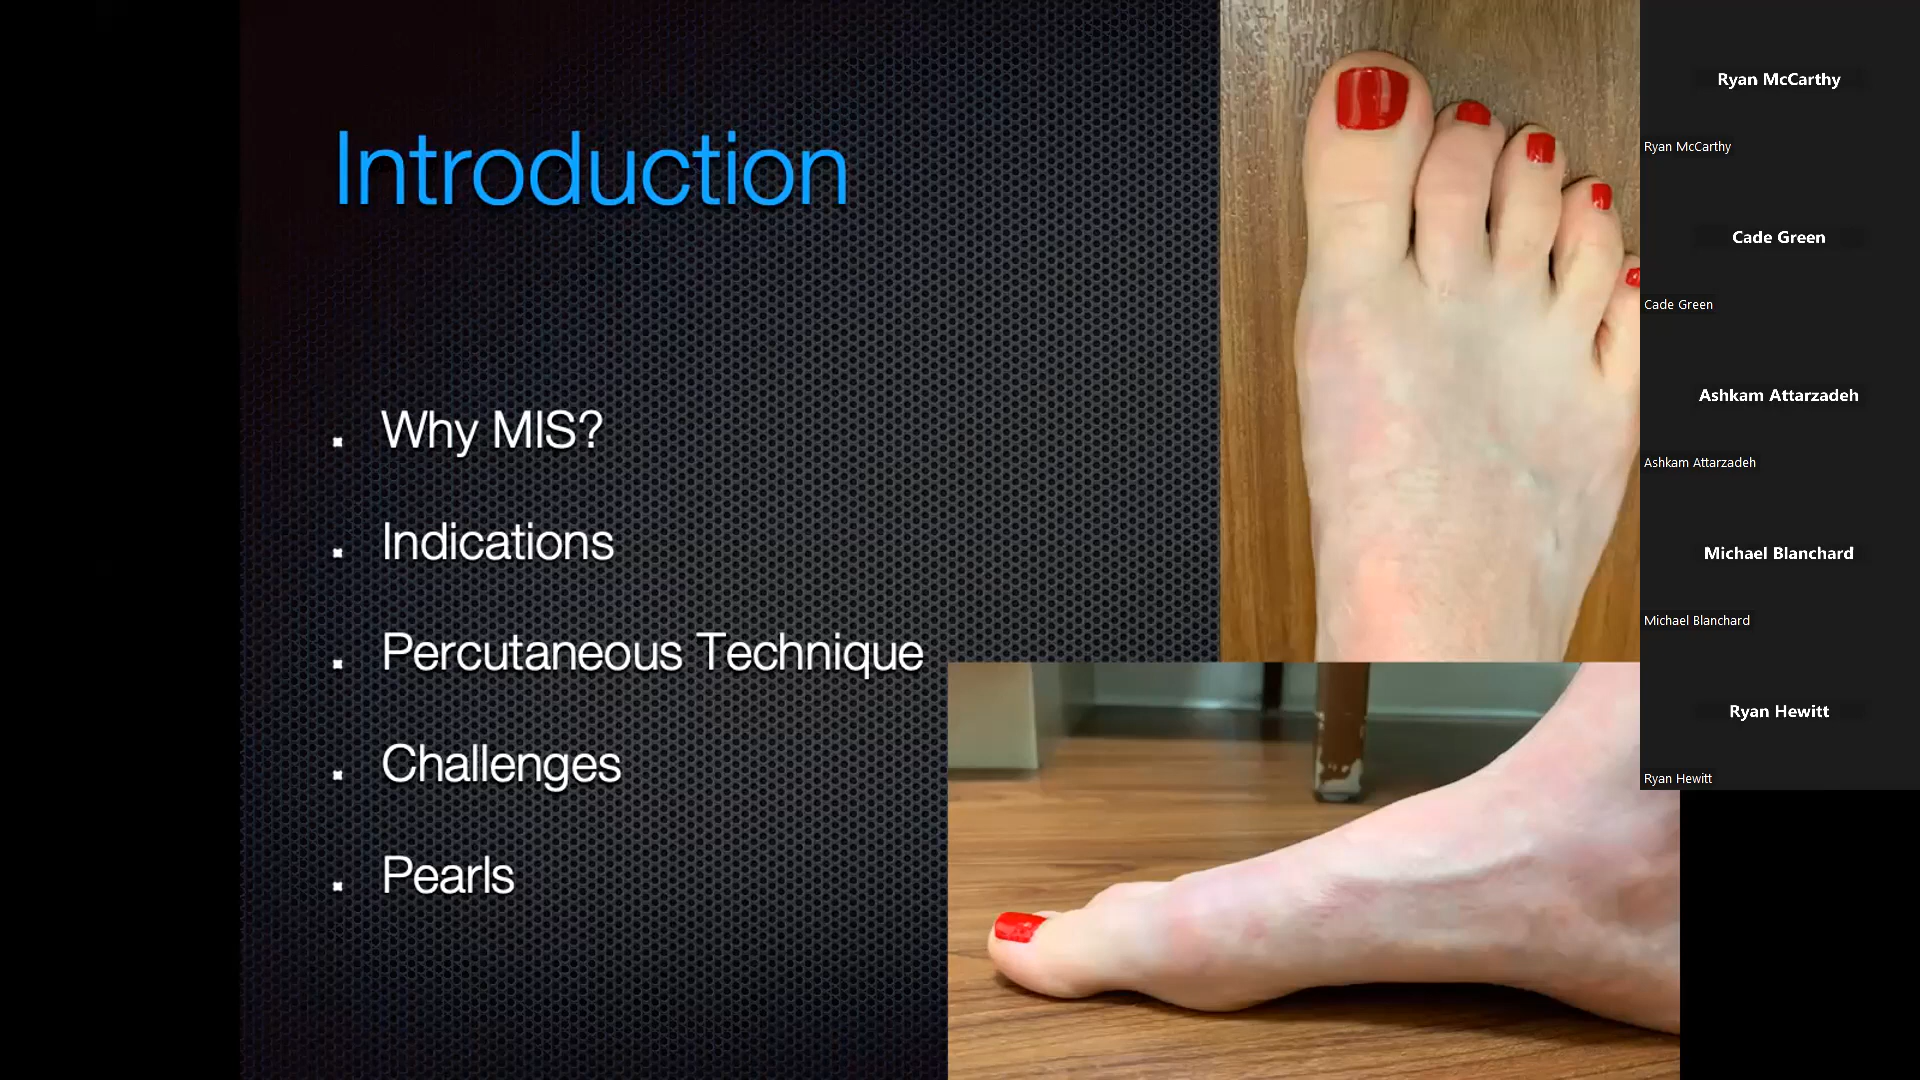 Introduction
Why MIS?
Indications
Percutaneous Technique
Challenges
Pearls
Ryan McCarthy
Ryan McCarthy
Cade Green
Cade Green
Ashkam Attarzadeh
Ashkam Attarzadeh
Michael Blanchard
Michael Blanchard
Ryan Hewitt
Ryan Hewitt